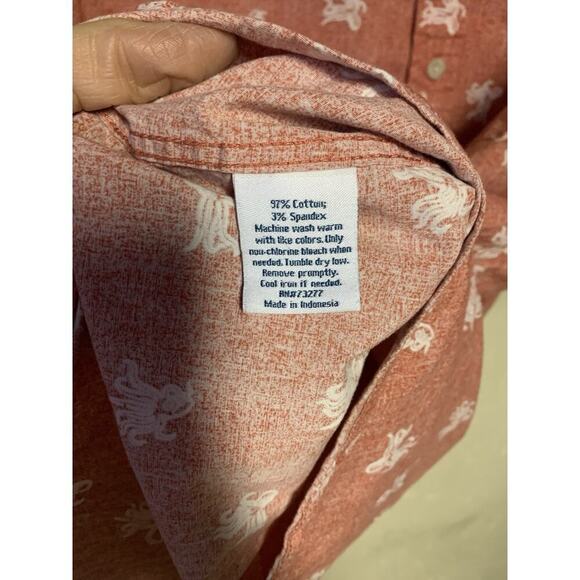 97% Cotton;
3% Spandex
Machine wash warm
with like colors. Only
non-chlorine bleach when
needed. Tumble dry low.
Remove promptly.
Cool iron if needed.
RN#73277
Made in Indonesia